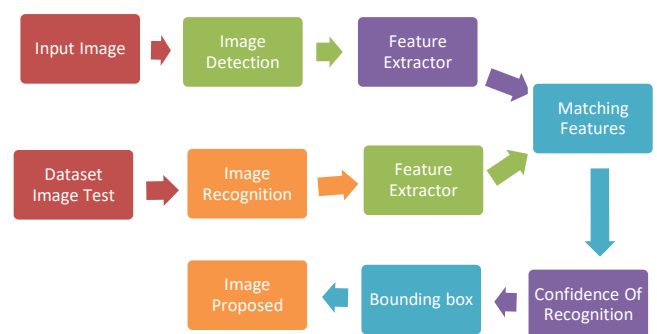 Input Image
Image
Detection
Feature
Extractor
Matching
Features
Dataset
Image Test
Image
Recognition
Feature
Extractor
Image
Proposed
Bounding box
Confidence Of
Recognition